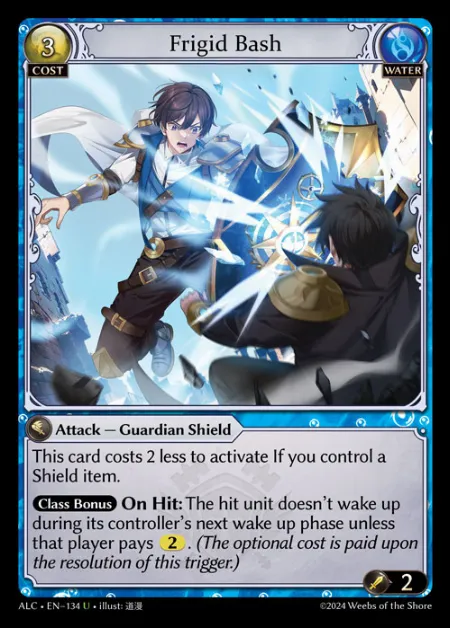 3
Frigid Bash
COST
WATER
Attack — Guardian Shield
This card costs 2 less to activate If you control a
Shield item.
Class Bonus On Hit: The hit unit doesn't wake up
during its controller's next wake up phase unless
that player pays 2 . (The optional cost is paid upon
the resolution of this trigger.)
2
ALC • EN–134 U • illust: 道漫
©2024 Weebs of the Shore